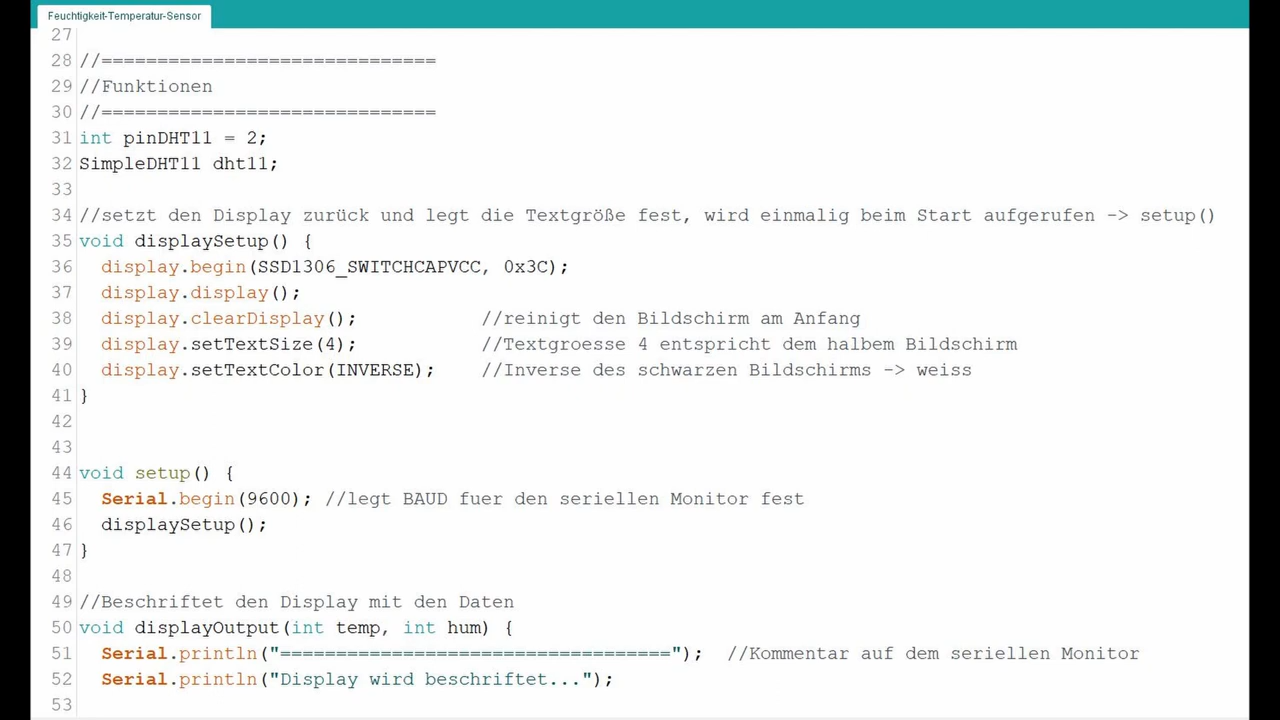 Feuchtigkeit-Temperatur-Sensor
27
28 //==============================
29 //Funktionen
30 //==============================
31 int pinDHT11 = 2;
32 SimpleDHT11 dht11;
33
34 //setzt den Display zurück und legt die Textgröße fest, wird einmalig beim Start aufgerufen -> setup()
35 void displaySetup() {
36   display.begin(SSD1306_SWITCHCAPVCC, 0x3C);
37   display.display();
38   display.clearDisplay();           //reinigt den Bildschirm am Anfang
39   display.setTextSize(4);           //Textgroesse 4 entspricht dem halbem Bildschirm
40   display.setTextColor(INVERSE);    //Inverse des schwarzen Bildschirms -> weiss
41 }
42
43
44 void setup() {
45   Serial.begin(9600); //legt BAUD fuer den seriellen Monitor fest
46   displaySetup();
47 }
48
49 //Beschriftet den Display mit den Daten
50 void displayOutput(int temp, int hum) {
51   Serial.println("===================================");  //Kommentar auf dem seriellen Monitor
52   Serial.println("Display wird beschriftet...");
53